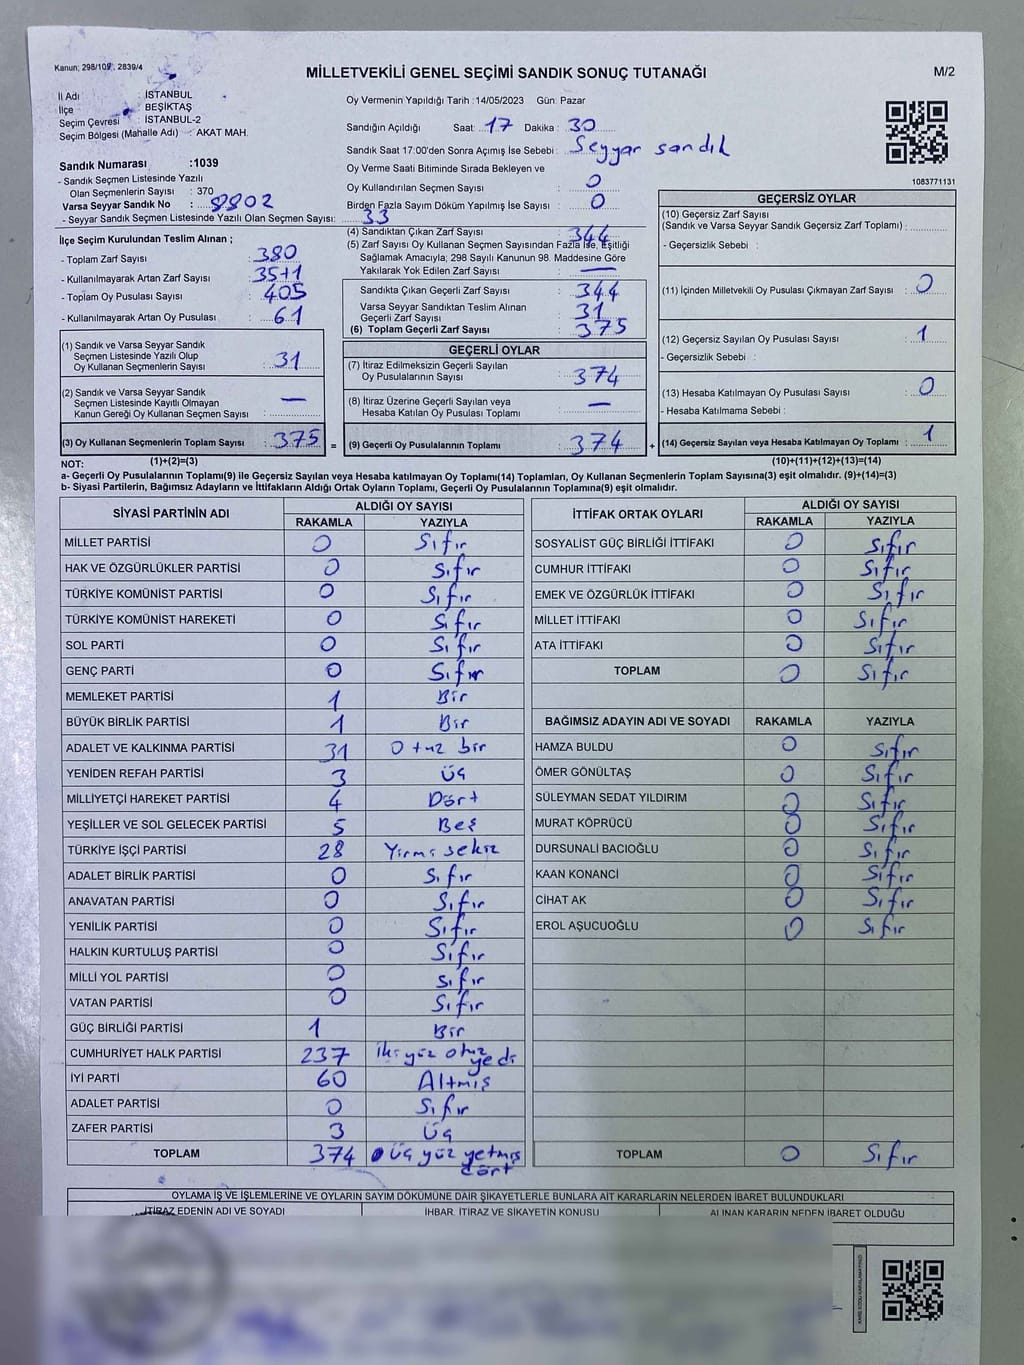 Kanun; 298/109, 2839/4
MİLLETVEKİLİ GENEL SEÇİMİ SANDIK SONUÇ TUTANAĞI
M/2
İl Adı : İSTANBUL
İlçe : BEŞİKTAŞ
Seçim Çevresi : İSTANBUL-2
Seçim Bölgesi (Mahalle Adı) : AKAT MAH.
Oy Vermenin Yapıldığı Tarih :14/05/2023 Gün: Pazar
Sandığın Açıldığı Saat: 17 Dakika : 30
Sandık Saat 17:00'den Sonra Açımış İse Sebebi : Seyyar sandık
Oy Verme Saati Bitiminde Sırada Bekleyen ve
Oy Kullandırılan Seçmen Sayısı : 0
Birden Fazla Sayım Döküm Yapılmış İse Sayısı : 0
Sandık Numarası :1039
- Sandık Seçmen Listesinde Yazılı
Olan Seçmenlerin Sayısı : 370
Varsa Seyyar Sandık No : 8802
- Seyyar Sandık Seçmen Listesinde Yazılı Olan Seçmen Sayısı: 33
1083771131
İlçe Seçim Kurulundan Teslim Alınan ;
- Toplam Zarf Sayısı : 380
- Kullanılmayarak Artan Zarf Sayısı : 35+1
- Toplam Oy Pusulası Sayısı : 405
- Kullanılmayarak Artan Oy Pusulası : 61
(1) Sandık ve Varsa Seyyar Sandık
Seçmen Listesinde Yazılı Olup
Oy Kullanan Seçmenlerin Sayısı : 31
(2) Sandık ve Varsa Seyyar Sandık
Seçmen Listesinde Kayıtlı Olmayan
Kanun Gereği Oy Kullanan Seçmen Sayısı : —
(3) Oy Kullanan Seçmenlerin Toplam Sayısı : 375 =
(1)+(2)=(3)
(4) Sandıktan Çıkan Zarf Sayısı : 344
(5) Zarf Sayısı Oy Kullanan Seçmen Sayısından Fazla İse, Eşitliği
Sağlamak Amacıyla; 298 Sayılı Kanunun 98. Maddesine Göre
Yakılarak Yok Edilen Zarf Sayısı : —
Sandıkta Çıkan Geçerli Zarf Sayısı : 344
Varsa Seyyar Sandıktan Teslim Alınan
Geçerli Zarf Sayısı : 31
(6) Toplam Geçerli Zarf Sayısı : 375
GEÇERLİ OYLAR
(7) İtiraz Edilmeksizin Geçerli Sayılan
Oy Pusulalarının Sayısı : 374
(8) İtiraz Üzerine Geçerli Sayılan veya
Hesaba Katılan Oy Pusulası Toplamı : —
(9) Geçerli Oy Pusulalarının Toplamı : 374 +
GEÇERSİZ OYLAR
(10) Geçersiz Zarf Sayısı
(Sandık ve Varsa Seyyar Sandık Geçersiz Zarf Toplamı) :
- Geçersizlik Sebebi :
(11) İçinden Milletvekili Oy Pusulası Çıkmayan Zarf Sayısı : 0
(12) Geçersiz Sayılan Oy Pusulası Sayısı : 1
- Geçersizlik Sebebi :
(13) Hesaba Katılmayan Oy Pusulası Sayısı : 0
- Hesaba Katılmama Sebebi :
(14) Geçersiz Sayılan veya Hesaba Katılmayan Oy Toplamı : 1
(10)+(11)+(12)+(13)=(14)
NOT:
a- Geçerli Oy Pusulalarının Toplamı(9) ile Geçersiz Sayılan veya Hesaba katılmayan Oy Toplamı(14) Toplamları, Oy Kullanan Seçmenlerin Toplam Sayısına(3) eşit olmalıdır. (9)+(14)=(3)
b- Siyasi Partilerin, Bağımsız Adayların ve İttifakların Aldığı Ortak Oyların Toplamı, Geçerli Oy Pusulalarının Toplamına(9) eşit olmalıdır.
SİYASİ PARTİNİN ADI ALDIĞI OY SAYISI
RAKAMLA YAZIYLA
MİLLET PARTİSİ 0 Sıfır
HAK VE ÖZGÜRLÜKLER PARTİSİ 0 Sıfır
TÜRKİYE KOMÜNİST PARTİSİ 0 Sıfır
TÜRKİYE KOMÜNİST HAREKETİ 0 Sıfır
SOL PARTİ 0 Sıfır
GENÇ PARTİ 0 Sıfır
MEMLEKET PARTİSİ 1 Bir
BÜYÜK BİRLİK PARTİSİ 1 Bir
ADALET VE KALKINMA PARTİSİ 31 Otuz bir
YENİDEN REFAH PARTİSİ 3 Üç
MİLLİYETÇİ HAREKET PARTİSİ 4 Dört
YEŞİLLER VE SOL GELECEK PARTİSİ 5 Beş
TÜRKİYE İŞÇİ PARTİSİ 28 Yirmi sekiz
ADALET BİRLİK PARTİSİ 0 Sıfır
ANAVATAN PARTİSİ 0 Sıfır
YENİLİK PARTİSİ 0 Sıfır
HALKIN KURTULUŞ PARTİSİ 0 Sıfır
MİLLİ YOL PARTİSİ 0 sıfır
VATAN PARTİSİ 0 Sıfır
GÜÇ BİRLİĞİ PARTİSİ 1 Bir
CUMHURİYET HALK PARTİSİ 237 iki yüz otuz yedi
İYİ PARTİ 60 Altmış
ADALET PARTİSİ 0 Sıfır
ZAFER PARTİSİ 3 Üç
TOPLAM 374 Üç yüz yetmiş dört
İTTİFAK ORTAK OYLARI ALDIĞI OY SAYISI
RAKAMLA YAZIYLA
SOSYALİST GÜÇ BİRLİĞİ İTTİFAKI 0 Sıfır
CUMHUR İTTİFAKI 0 Sıfır
EMEK VE ÖZGÜRLÜK İTTİFAKI 0 Sıfır
MİLLET İTTİFAKI 0 Sıfır
ATA İTTİFAKI 0 Sıfır
TOPLAM 0 Sıfır
BAĞIMSIZ ADAYIN ADI VE SOYADI RAKAMLA YAZIYLA
HAMZA BULDU 0 Sıfır
ÖMER GÖNÜLTAŞ 0 Sıfır
SÜLEYMAN SEDAT YILDIRIM 0 Sıfır
MURAT KÖPRÜCÜ 0 Sıfır
DURSUNALİ BACIOĞLU 0 Sıfır
KAAN KONANCİ 0 Sıfır
CİHAT AK 0 Sıfır
EROL AŞUCUOĞLU 0 Sıfır
TOPLAM 0 Sıfır
OYLAMA İŞ VE İŞLEMLERİNE VE OYLARIN SAYIM DÖKÜMÜNE DAİR ŞİKAYETLERLE BUNLARA AİT KARARLARIN NELERDEN İBARET BULUNDUKLARI
İTİRAZ EDENİN ADI VE SOYADI İHBAR, İTİRAZ VE ŞİKAYETİN KONUSU ALINAN KARARIN NEDEN İBARET OLDUĞU